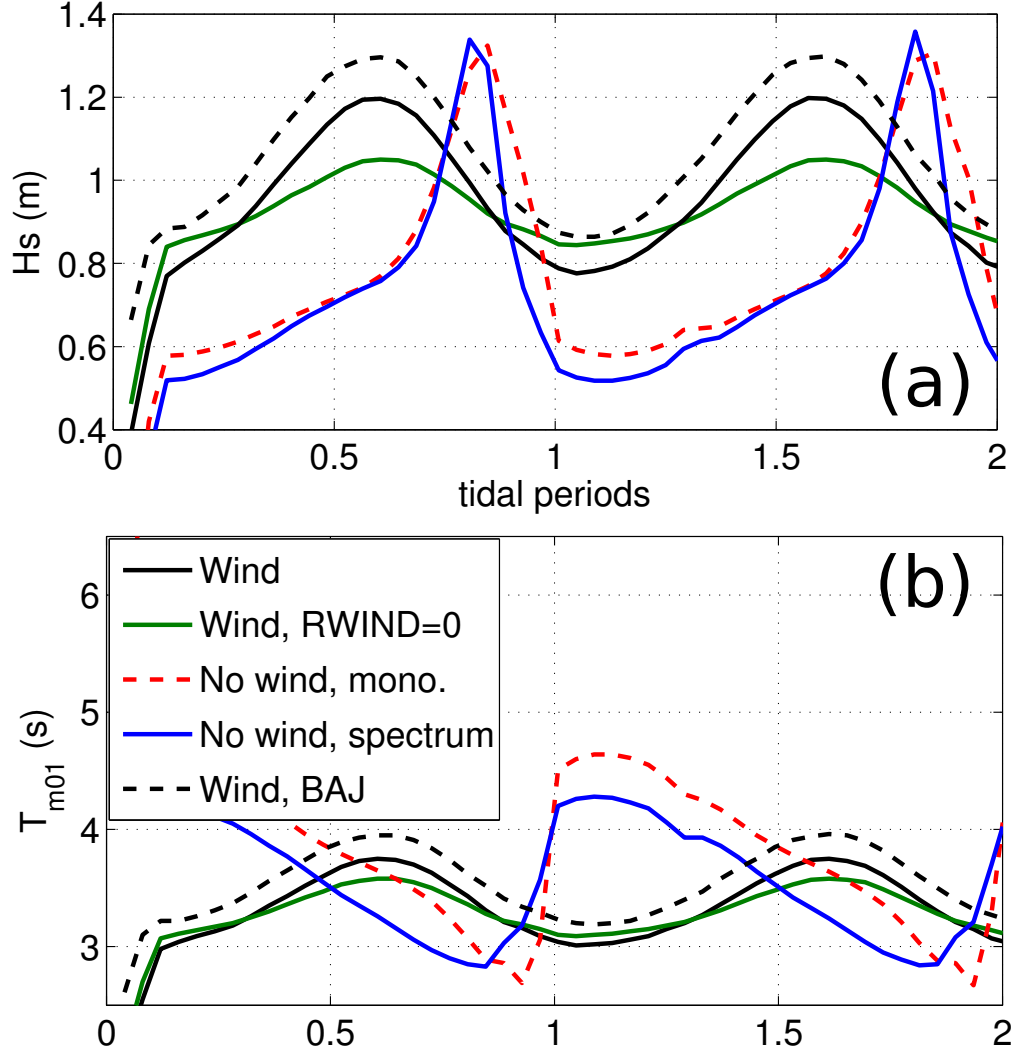 1.4
1.2
1
0.8
0.6
0.4
Hs (m)
(a)
0
0.5
1
1.5
2
tidal periods
(b)
6
5
4
3
T_m01 (s)
Wind
Wind, RWIND=0
No wind, mono.
No wind, spectrum
Wind, BAJ
0
0.5
1
1.5
2